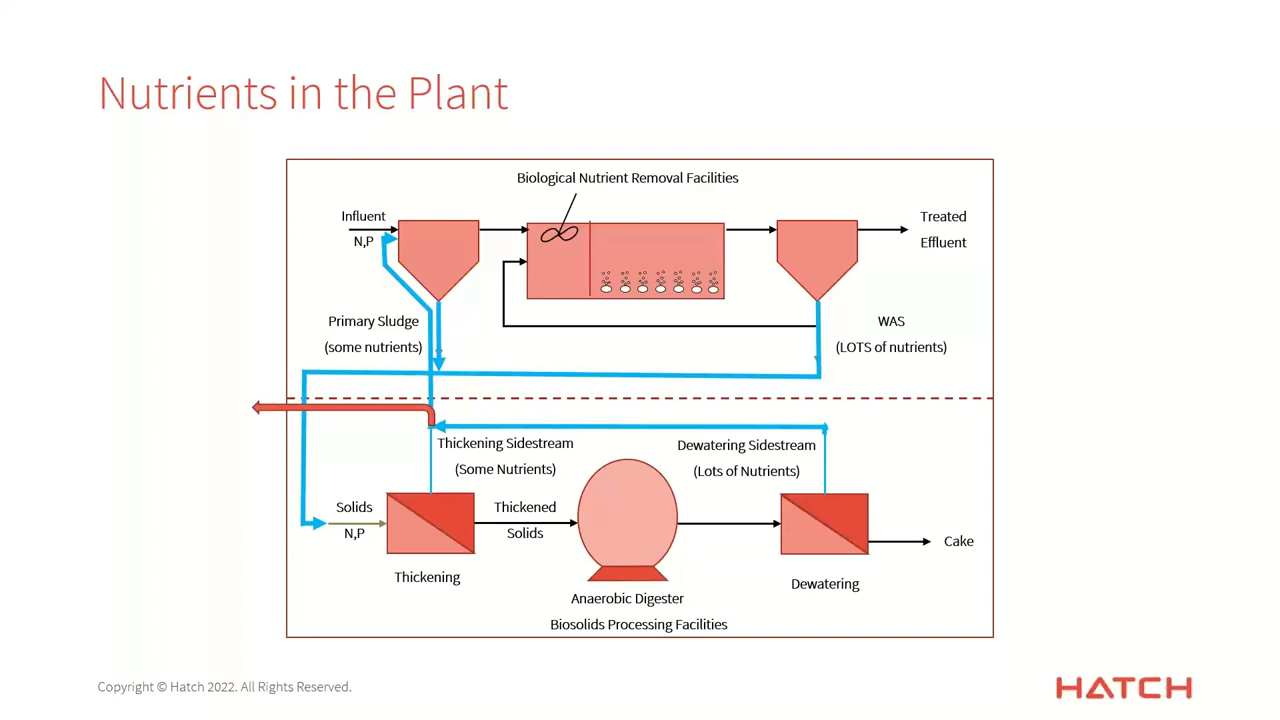 Nutrients in the Plant
Biological Nutrient Removal Facilities
Influent
N,P
Treated
Effluent
Primary Sludge
(some nutrients)
WAS
(LOTS of nutrients)
Thickening Sidestream
(Some Nutrients)
Dewatering Sidestream
(Lots of Nutrients)
Solids
N,P
Thickened
Solids
Cake
Thickening
Dewatering
Anaerobic Digester
Biosolids Processing Facilities
Copyright © Hatch 2022. All Rights Reserved.
HATCH